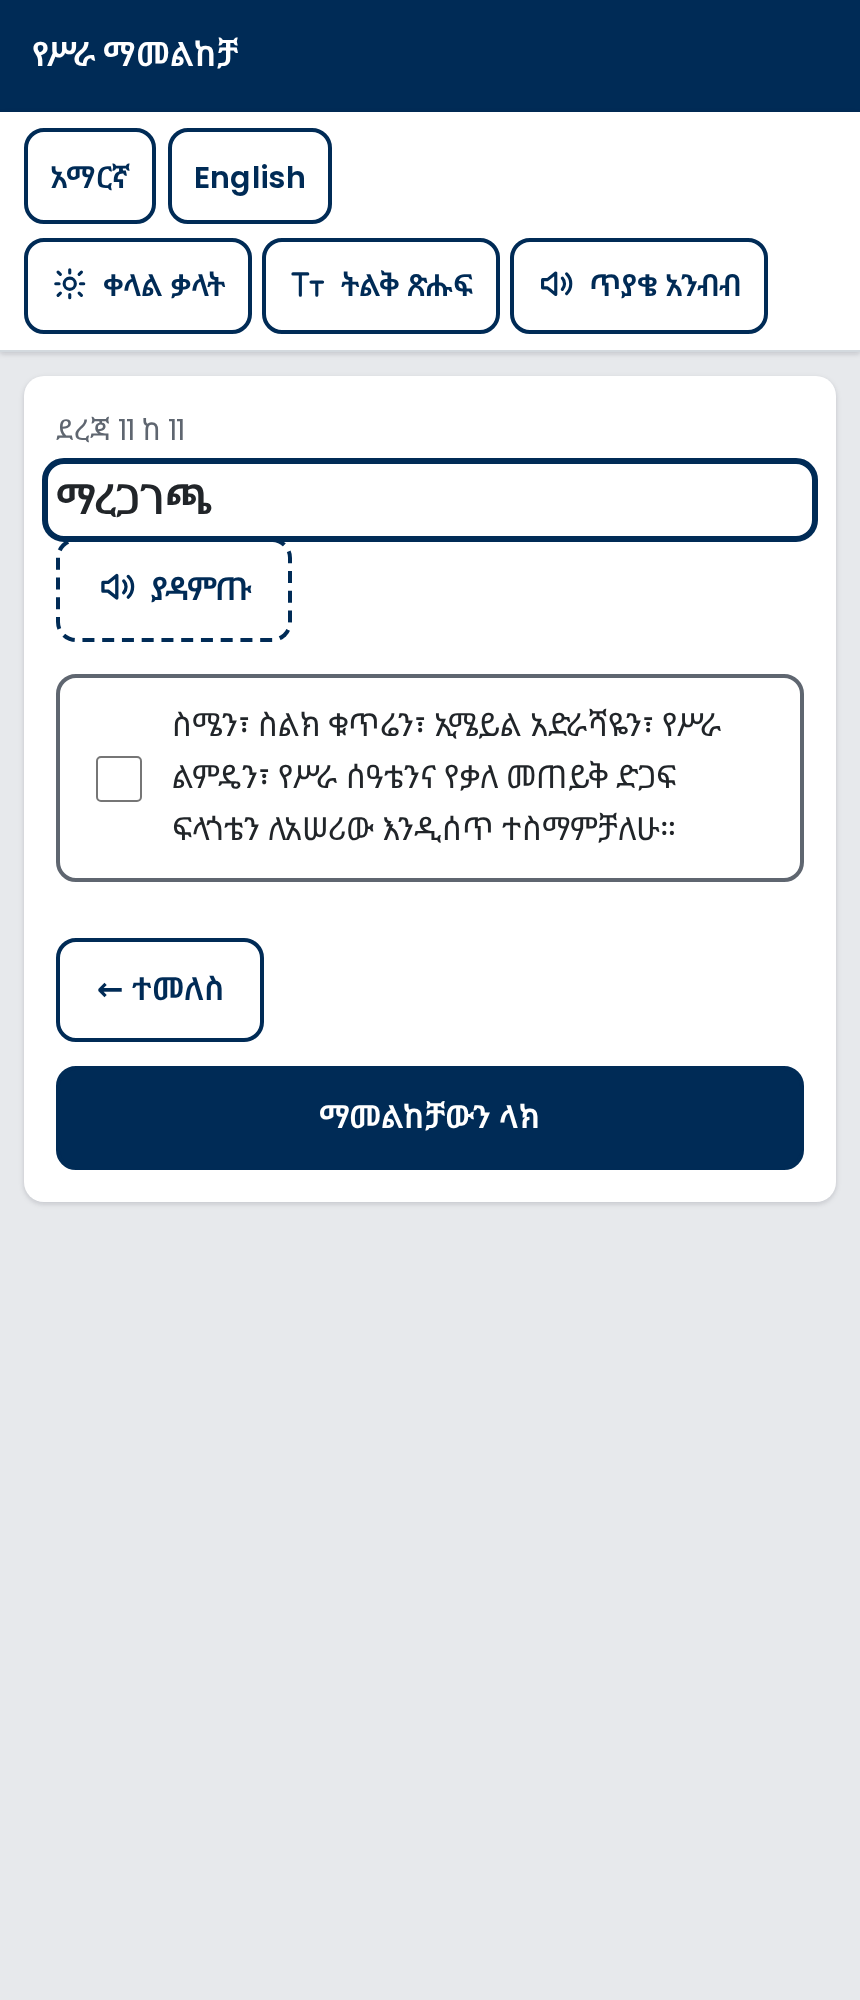 የሥራ ማመልከቻ
አማርኛ
English
ቀላል ቃላት
ትልቅ ጽሑፍ
ጥያቄ አንብብ
ደረጃ 11 ከ 11
ማረጋገጫ
ያዳምጡ
ስሜን፣ ስልክ ቁጥሬን፣ ኢሜይል አድራሻዬን፣ የሥራ
ልምዴን፣ የሥራ ሰዓቴንና የቃለ መጠይቅ ድጋፍ
ፍላጎቴን ለአሠሪው እንዲሰጥ ተስማምቻለሁ።
← ተመለስ
ማመልከቻውን ላክ